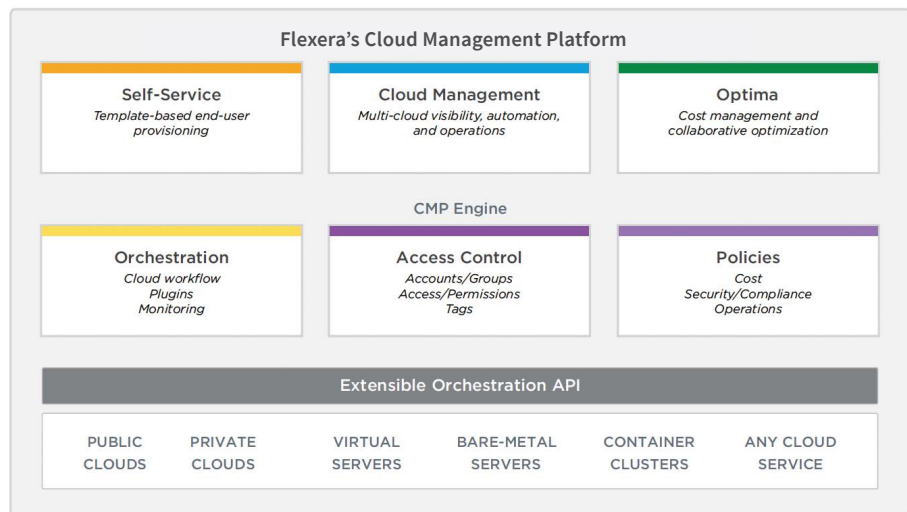 Flexera's Cloud Management Platform
Self-Service
Template-based end-user
provisioning
Cloud Management
Multi-cloud visibility, automation,
and operations
Optima
Cost management and
collaborative optimization
CMP Engine
Orchestration
Cloud workflow
Plugins
Monitoring
Access Control
Accounts/Groups
Access/Permissions
Tags
Policies
Cost
Security/Compliance
Operations
Extensible Orchestration API
PUBLIC
CLOUDS
PRIVATE
CLOUDS
VIRTUAL
SERVERS
BARE-METAL
SERVERS
CONTAINER
CLUSTERS
ANY CLOUD
SERVICE